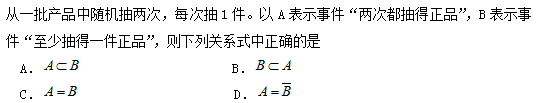 从一批产品中随机抽两次，每次抽1件。以A表示事件“两次都抽得正品”，B表示事
件“至少抽得一件正品”，则下列关系式中正确的是
A. A⊂B B. B⊂A
C. A=B D. A=B̅